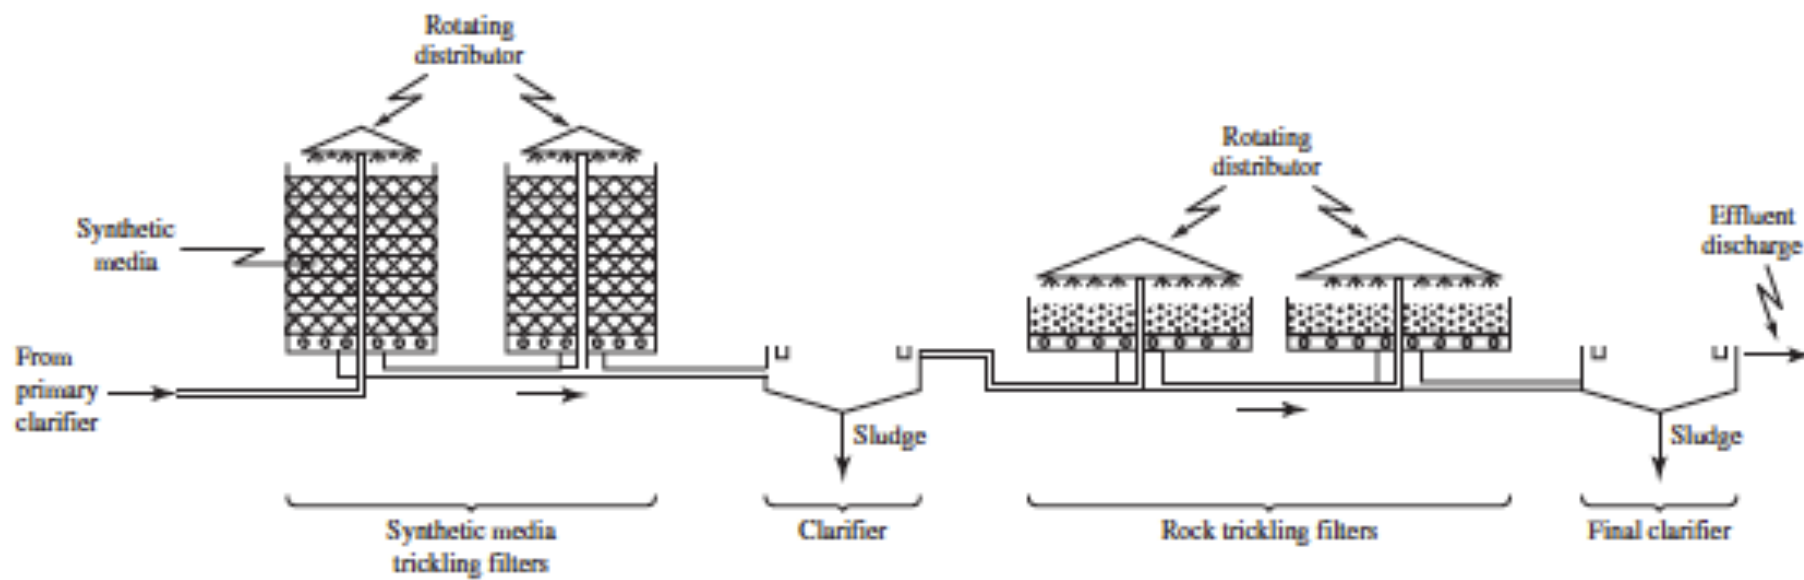 Rotating
distributor
Rotating
distributor
Synthetic
media
Effluent
discharge
From
primary
clarifier
Sludge
Sludge
Synthetic media
trickling filters
Clarifier
Rock trickling filters
Final clarifier